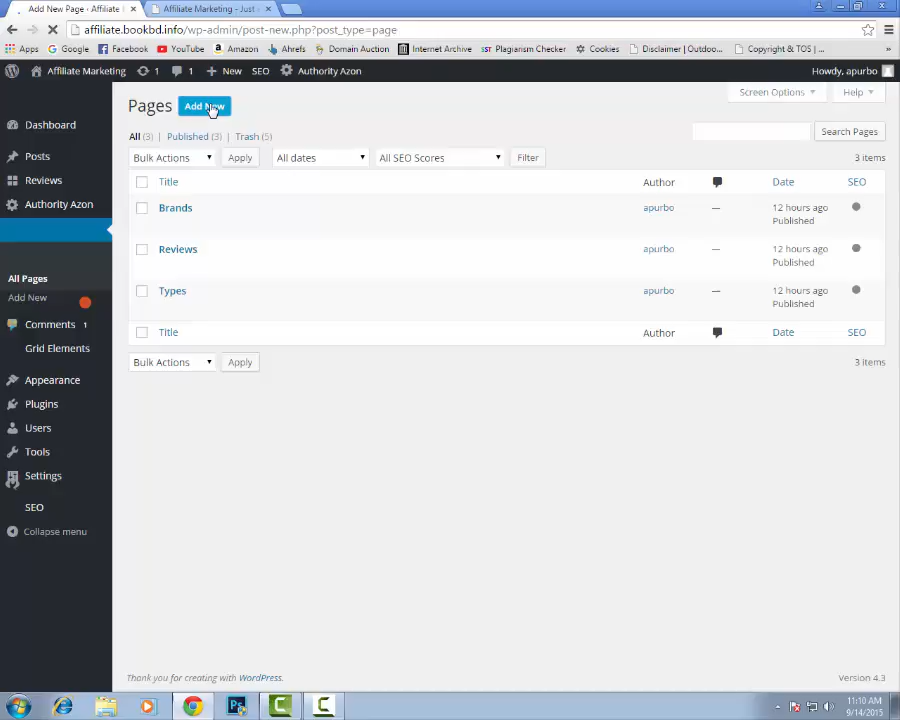 Add New Page ‹ Affiliate
Affiliate Marketing - Just
affiliate.bookbd.info/wp-admin/post-new.php?post_type=page
Apps Google Facebook YouTube Amazon Ahrefs Domain Auction Internet Archive Plagiarism Checker Cookies Disclaimer | Outdoo... Copyright & TOS | ... »
Affiliate Marketing 1 1 New SEO Authority Azon Howdy, apurbo
Pages Add New
Screen Options Help
All (3) | Published (3) | Trash (5)
Search Pages
Bulk Actions Apply All dates All SEO Scores Filter 3 items
Title Author Date SEO
Brands apurbo — 12 hours ago
Published
Reviews apurbo — 12 hours ago
Published
Types apurbo — 12 hours ago
Published
Title Author Date SEO
Bulk Actions Apply 3 items
Dashboard
Posts
Reviews
Authority Azon
All Pages
Add New
Comments 1
Grid Elements
Appearance
Plugins
Users
Tools
Settings
SEO
Collapse menu
Thank you for creating with WordPress.
Version 4.3
Ps
11:10 AM
9/14/2015